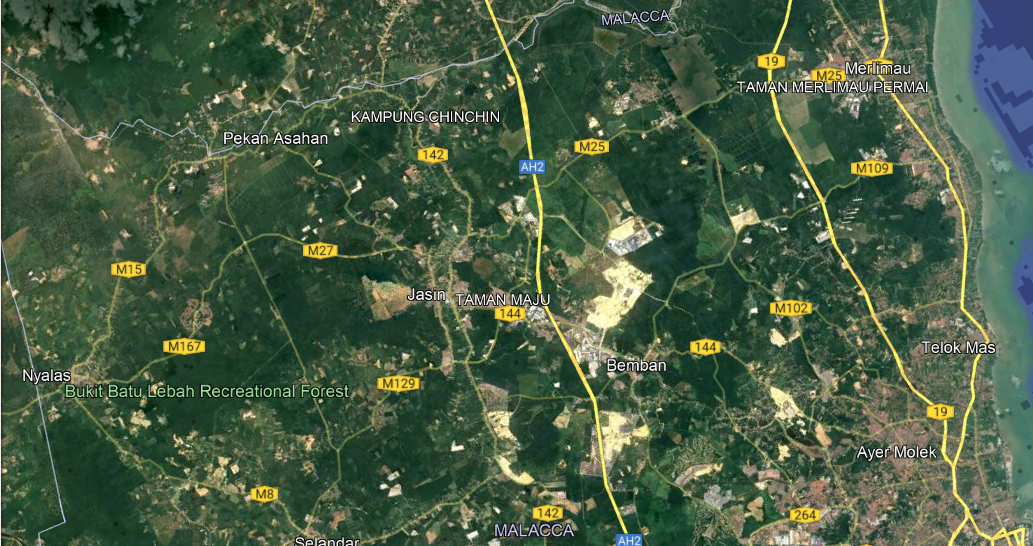 MALACCA
19
M25
Merlimau
TAMAN MERLIMAU PERMAI
KAMPUNG CHINCHIN
Pekan Asahan
142
M25
AH2
M109
M27
M15
Jasin
TAMAN MAJU
144
M102
M167
144
Telok Mas
Nyalas
Bemban
Bukit Batu Lebah Recreational Forest
M129
19
Ayer Molek
M8
142
264
MALACCA
AH2
Selandar